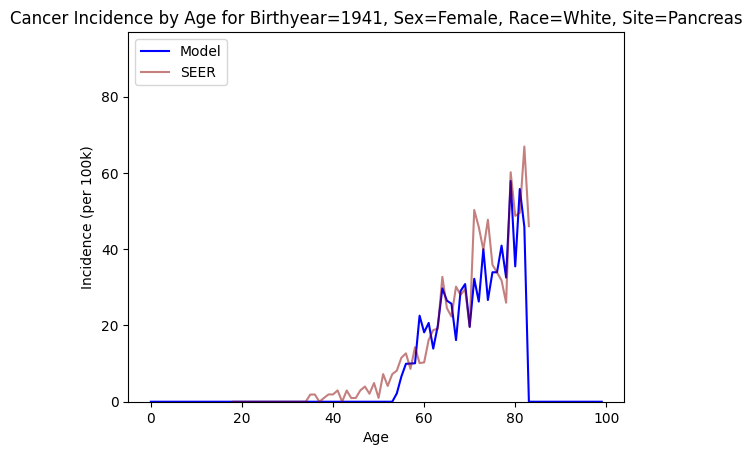 Cancer Incidence by Age for Birthyear=1941, Sex=Female, Race=White, Site=Pancreas
Model
SEER
80
60
40
20
0
Incidence (per 100k)
0 20 40 60 80 100
Age